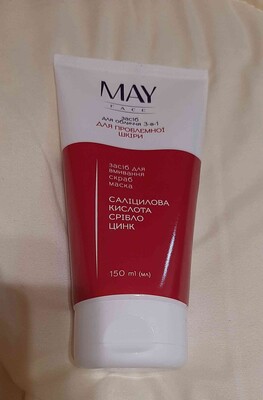 MAY
FACE
засіб
для обличчя 3-в-1
ДЛЯ ПРОБЛЕМНОЇ
ШКІРИ
засіб для
вмивання
скраб
маска
САЛІЦИЛОВА
КИСЛОТА
СРІБЛО
ЦИНК
150 ml (мл)